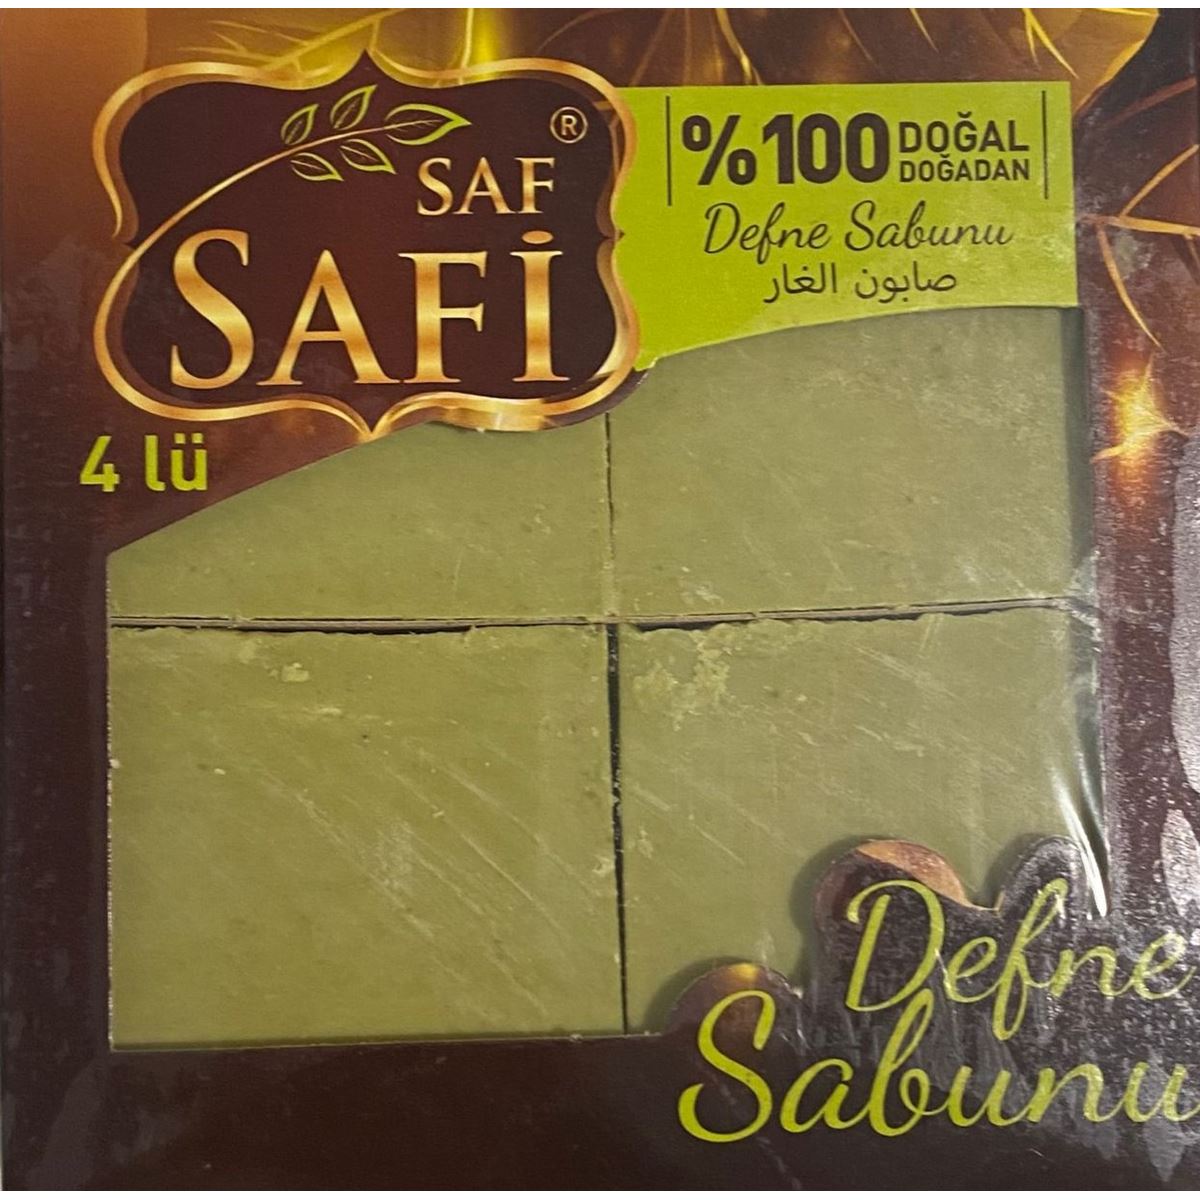 SAF
SAFİ
®
%100 DOĞAL
DOĞADAN
Defne Sabunu
صابون الغار
4 lü
Defne
Sabunu